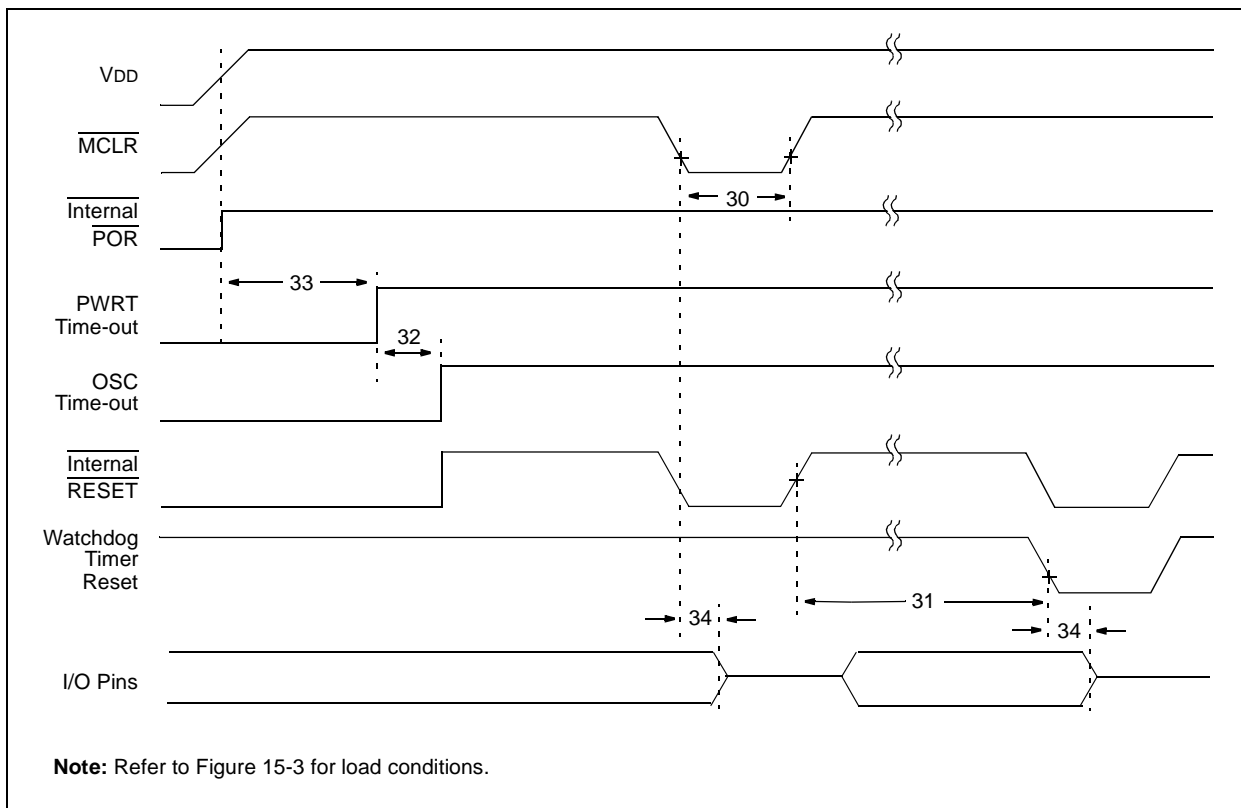 VDD
MCLR
30
Internal
POR
33
PWRT
Time-out
32
OSC
Time-out
Internal
RESET
Watchdog
Timer
Reset
31
34
34
I/O Pins
Note: Refer to Figure 15-3 for load conditions.